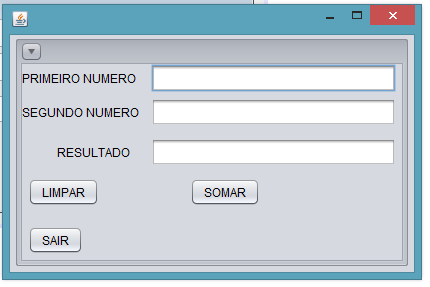 PRIMEIRO NUMERO
SEGUNDO NUMERO
RESULTADO
LIMPAR SOMAR
SAIR